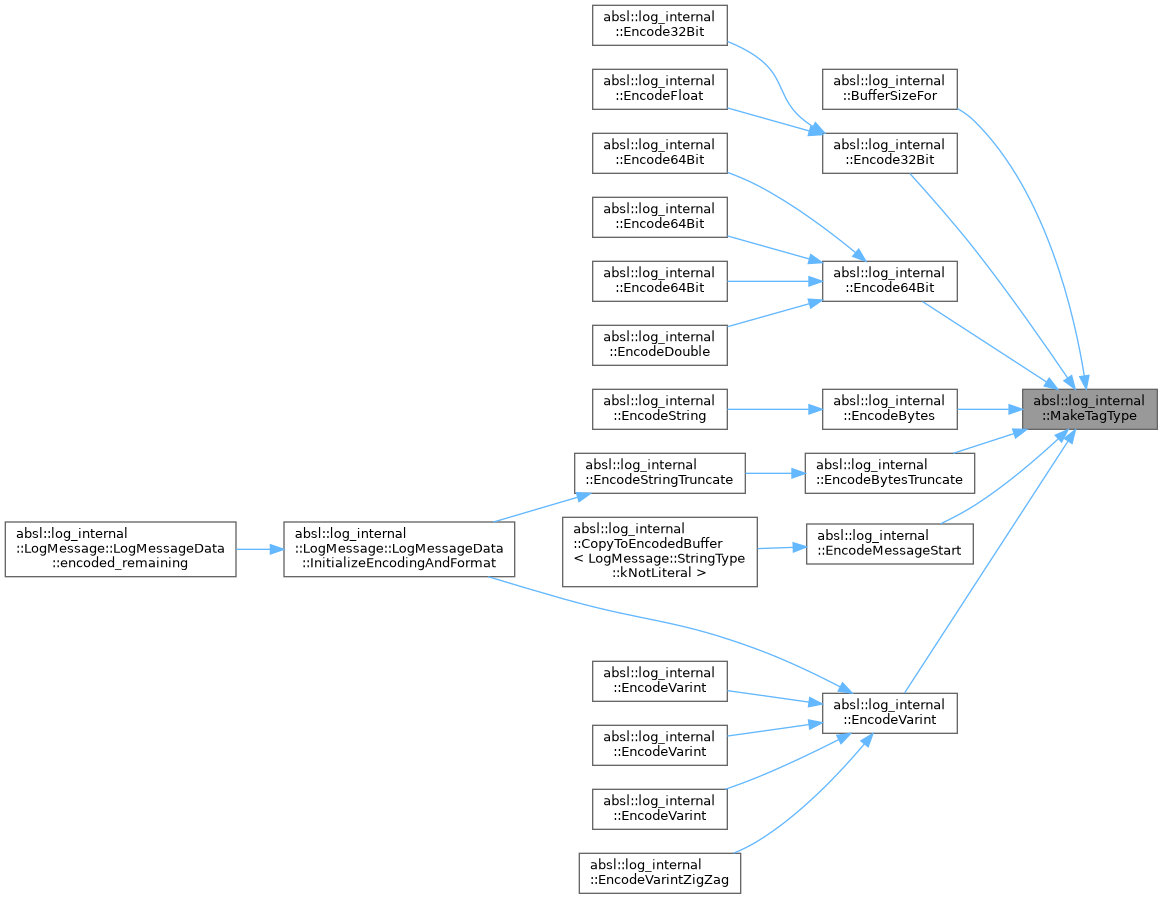 absl::log_internal
::Encode32Bit
absl::log_internal
::EncodeFloat
absl::log_internal
::BufferSizeFor
absl::log_internal
::Encode64Bit
absl::log_internal
::Encode32Bit
absl::log_internal
::Encode64Bit
absl::log_internal
::Encode64Bit
absl::log_internal
::Encode64Bit
absl::log_internal
::EncodeDouble
absl::log_internal
::EncodeString
absl::log_internal
::EncodeBytes
absl::log_internal
::MakeTagType
absl::log_internal
::EncodeStringTruncate
absl::log_internal
::EncodeBytesTruncate
absl::log_internal
::LogMessage::LogMessageData
::encoded_remaining
absl::log_internal
::LogMessage::LogMessageData
::InitializeEncodingAndFormat
absl::log_internal
::CopyToEncodedBuffer
< LogMessage::StringType
::kNotLiteral >
absl::log_internal
::EncodeMessageStart
absl::log_internal
::EncodeVarint
absl::log_internal
::EncodeVarint
absl::log_internal
::EncodeVarint
absl::log_internal
::EncodeVarint
absl::log_internal
::EncodeVarintZigZag